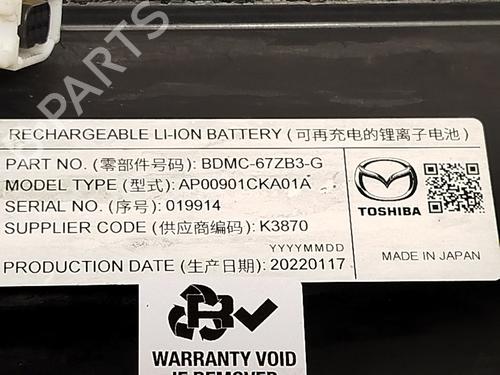 PARTS
RECHARGEABLE LI-ION BATTERY (可再充电的锂离子电池)
PART NO. (零部件号码): BDMC-67ZB3-G
MODEL TYPE (型式): AP00901CKA01A
SERIAL NO. (序号): 019914
SUPPLIER CODE (供应商编码): K3870
YYYYMMDD
PRODUCTION DATE (生产日期): 20220117
TOSHIBA
MADE IN JAPAN
WARRANTY VOID
IF REMOVED